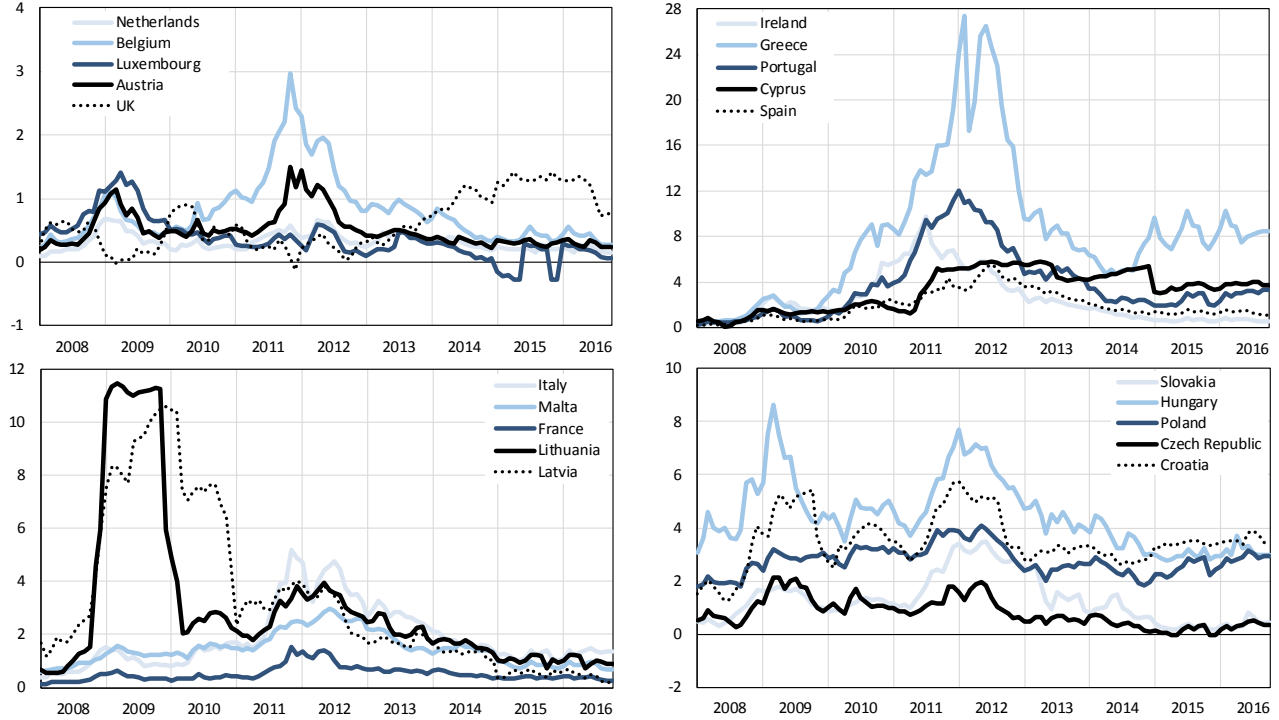 4
3
2
1
0
-1
Netherlands
Belgium
Luxembourg
Austria
UK
2008 2009 2010 2011 2012 2013 2014 2015 2016
28
24
20
16
12
8
4
0
Ireland
Greece
Portugal
Cyprus
Spain
2008 2009 2010 2011 2012 2013 2014 2015 2016
12
10
8
6
4
2
0
Italy
Malta
France
Lithuania
Latvia
2008 2009 2010 2011 2012 2013 2014 2015 2016
10
8
6
4
2
0
-2
Slovakia
Hungary
Poland
Czech Republic
Croatia
2008 2009 2010 2011 2012 2013 2014 2015 2016